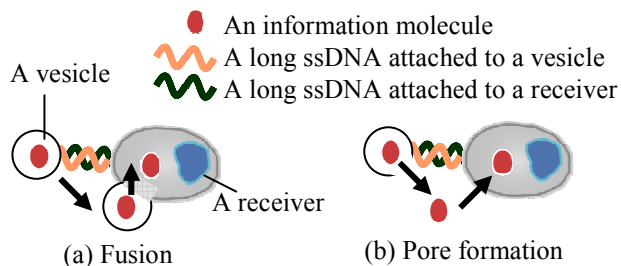 An information molecule
A long ssDNA attached to a vesicle
A long ssDNA attached to a receiver
A vesicle
A receiver
(a) Fusion
(b) Pore formation